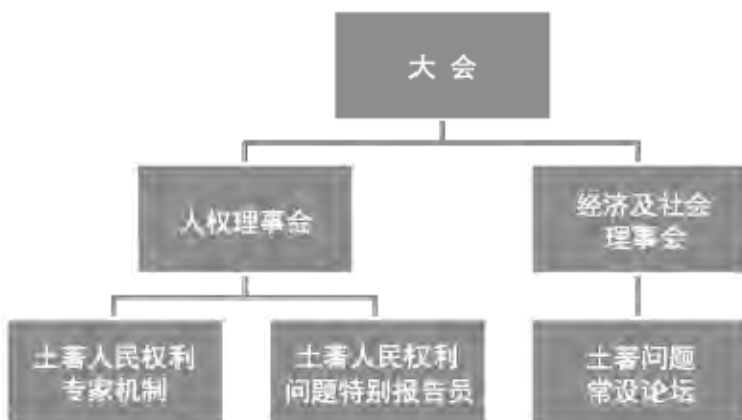 大 会
人权理事会
经济及社会
理事会
土著人民权利
专家机制
土著人民权利
问题特别报告员
土著问题
常设论坛